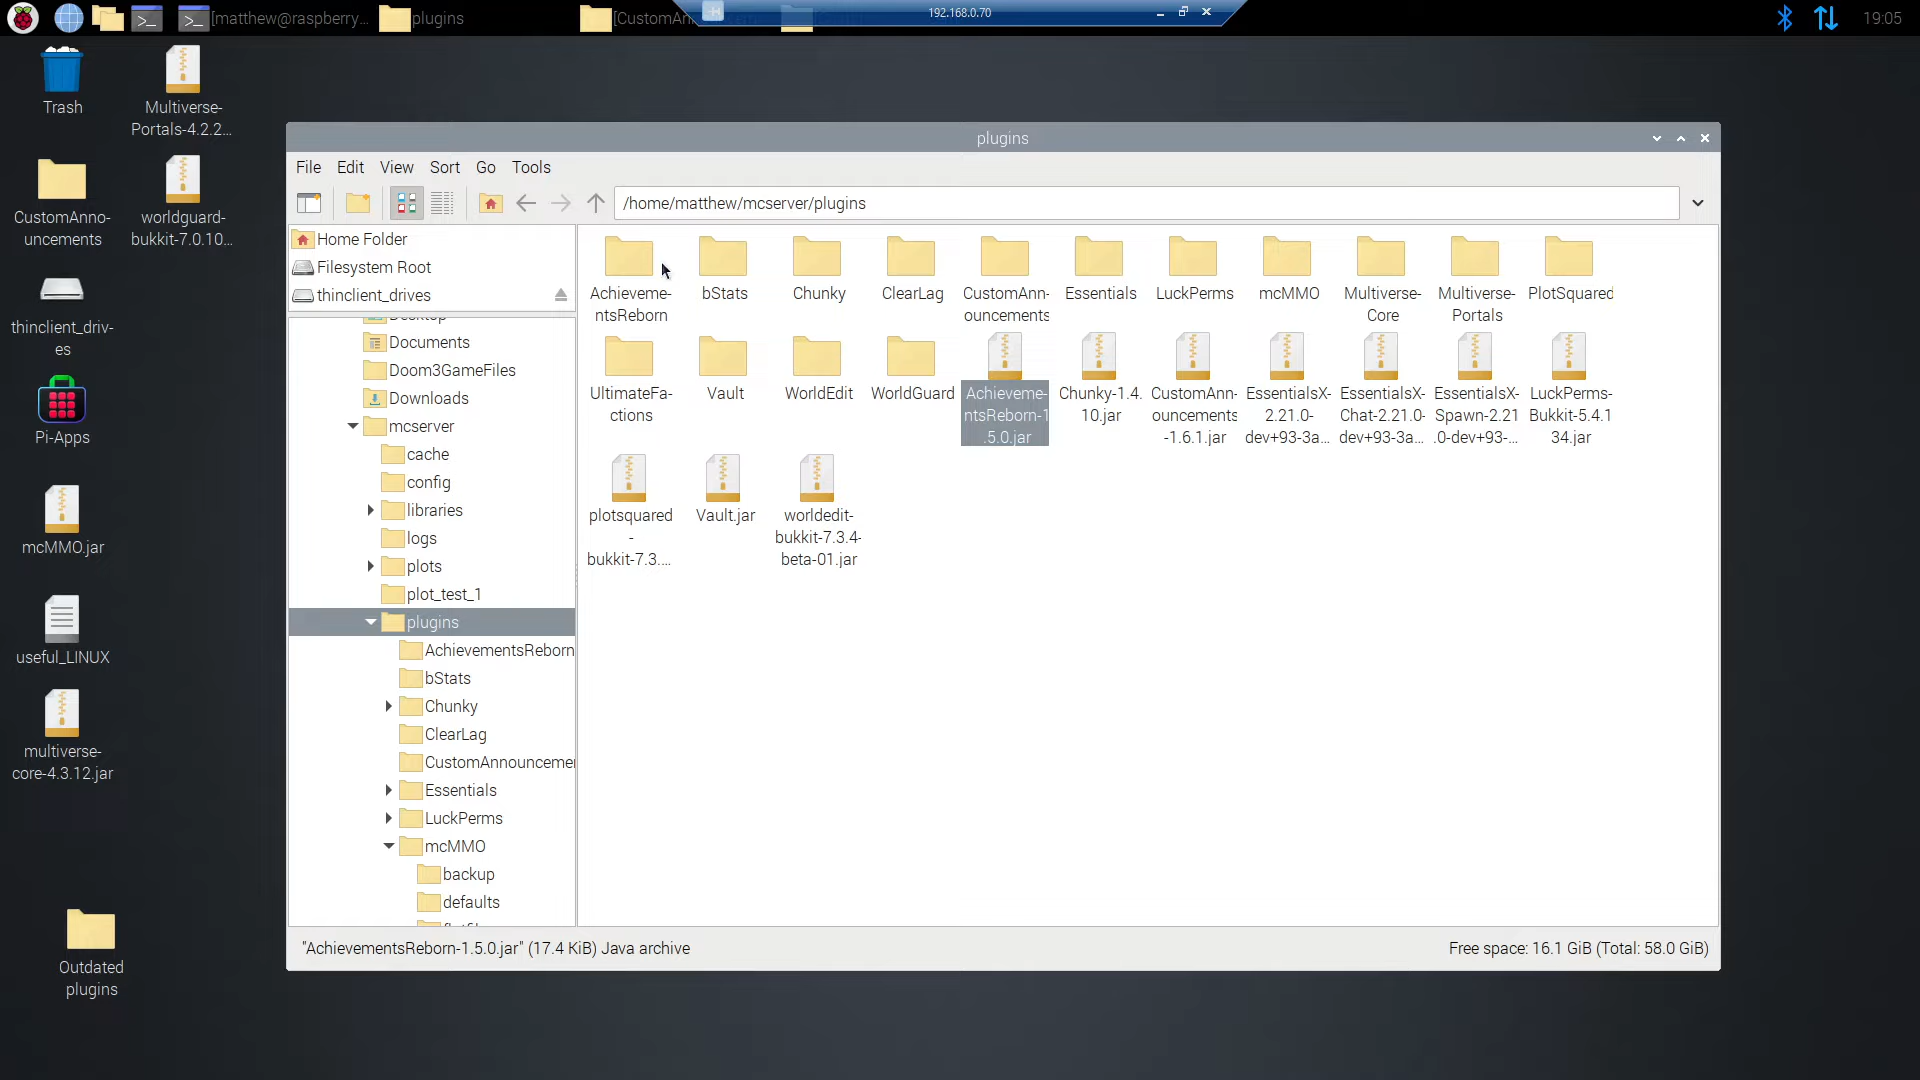 [matthew@raspberry...
plugins
[CustomAn
192.168.0.70
19:05
Trash
Multiverse-
Portals-4.2.2...
CustomAnno-
uncements
worldguard-
bukkit-7.0.10...
thinclient_driv-
es
Pi-Apps
mcMMO.jar
useful_LINUX
multiverse-
core-4.3.12.jar
Outdated
plugins
plugins
File Edit View Sort Go Tools
/home/matthew/mcserver/plugins
Home Folder
Filesystem Root
thinclient_drives
Desktop
Documents
Doom3GameFiles
Downloads
mcserver
cache
config
libraries
logs
plots
plot_test_1
plugins
AchievementsReborn
bStats
Chunky
ClearLag
CustomAnnouncemen
Essentials
LuckPerms
mcMMO
backup
defaults
Achieveme-
ntsReborn
bStats
Chunky
ClearLag
CustomAnn-
ouncements
Essentials
LuckPerms
mcMMO
Multiverse-
Core
Multiverse-
Portals
PlotSquared
UltimateFa-
ctions
Vault
WorldEdit
WorldGuard
Achieveme-
ntsReborn-1
.5.0.jar
Chunky-1.4.
10.jar
CustomAnn-
ouncements
-1.6.1.jar
EssentialsX-
2.21.0-
dev+93-3a...
EssentialsX-
Chat-2.21.0-
dev+93-3a...
EssentialsX-
Spawn-2.21
.0-dev+93-...
LuckPerms-
Bukkit-5.4.1
34.jar
plotsquared
-
bukkit-7.3....
Vault.jar
worldedit-
bukkit-7.3.4-
beta-01.jar
"AchievementsReborn-1.5.0.jar" (17.4 KiB) Java archive
Free space: 16.1 GiB (Total: 58.0 GiB)